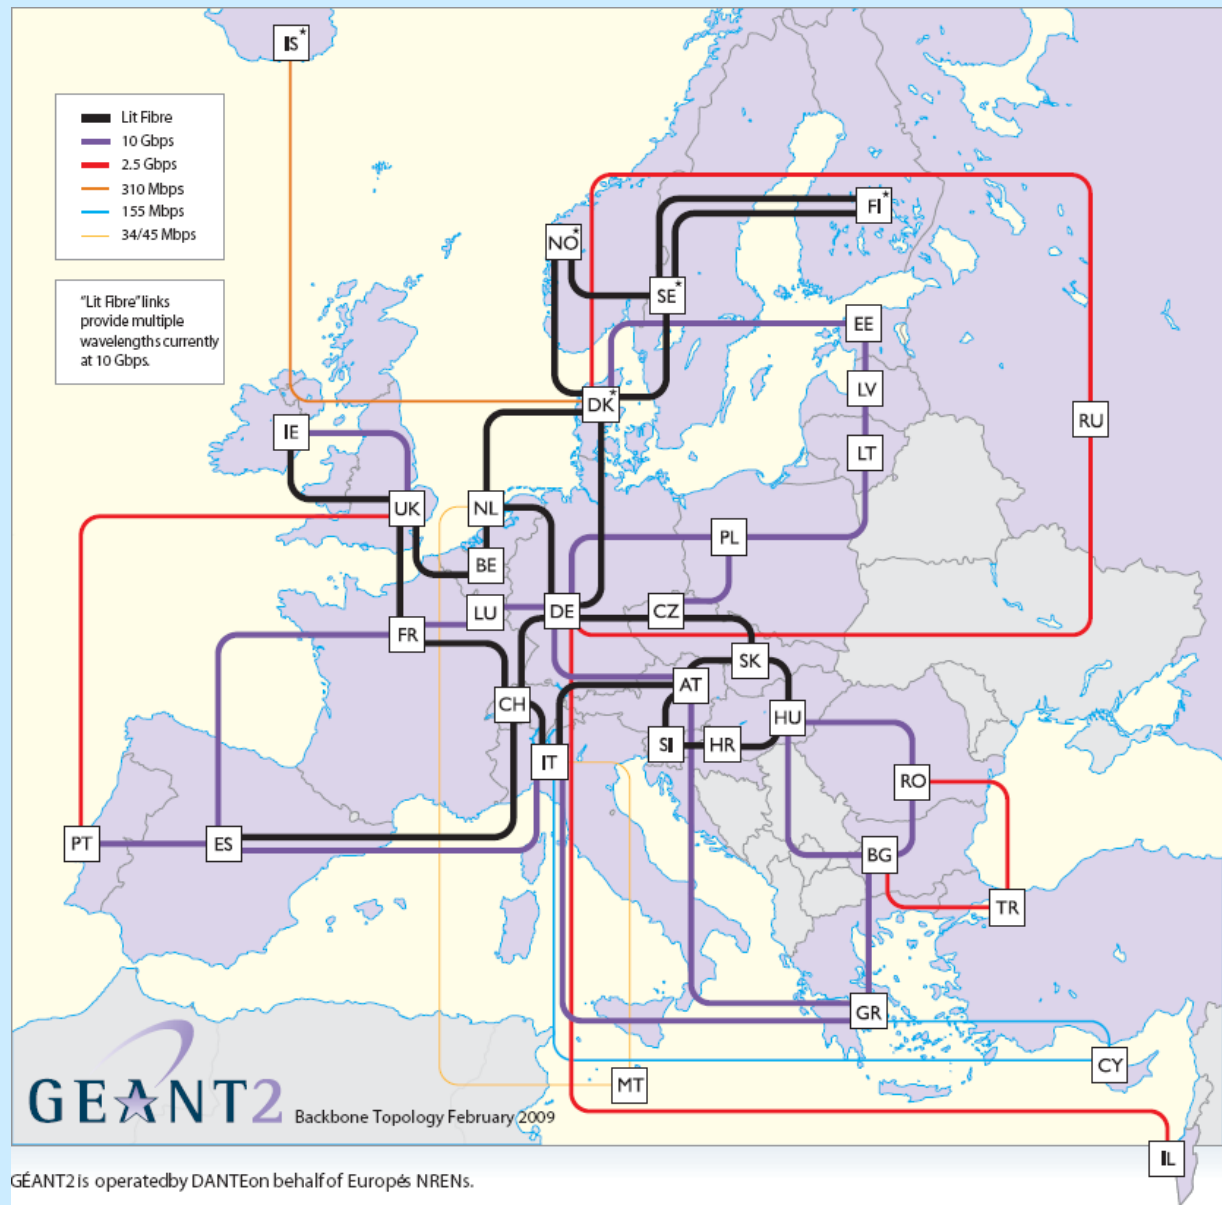 IS*
Lit Fibre
10 Gbps
2.5 Gbps
310 Mbps
155 Mbps
34/45 Mbps
"Lit Fibre" links
provide multiple
wavelengths currently
at 10 Gbps.
FI*
NO*
SE*
EE
LV
DK*
RU
IE
LT
UK
NL
PL
BE
LU
DE
CZ
FR
SK
AT
CH
HU
SI
HR
IT
RO
PT
ES
BG
TR
GR
CY
MT
GEANT2 Backbone Topology February 2009
IL
GÉANT2 is operatedby DANTEon behalf of Europés NRENs.